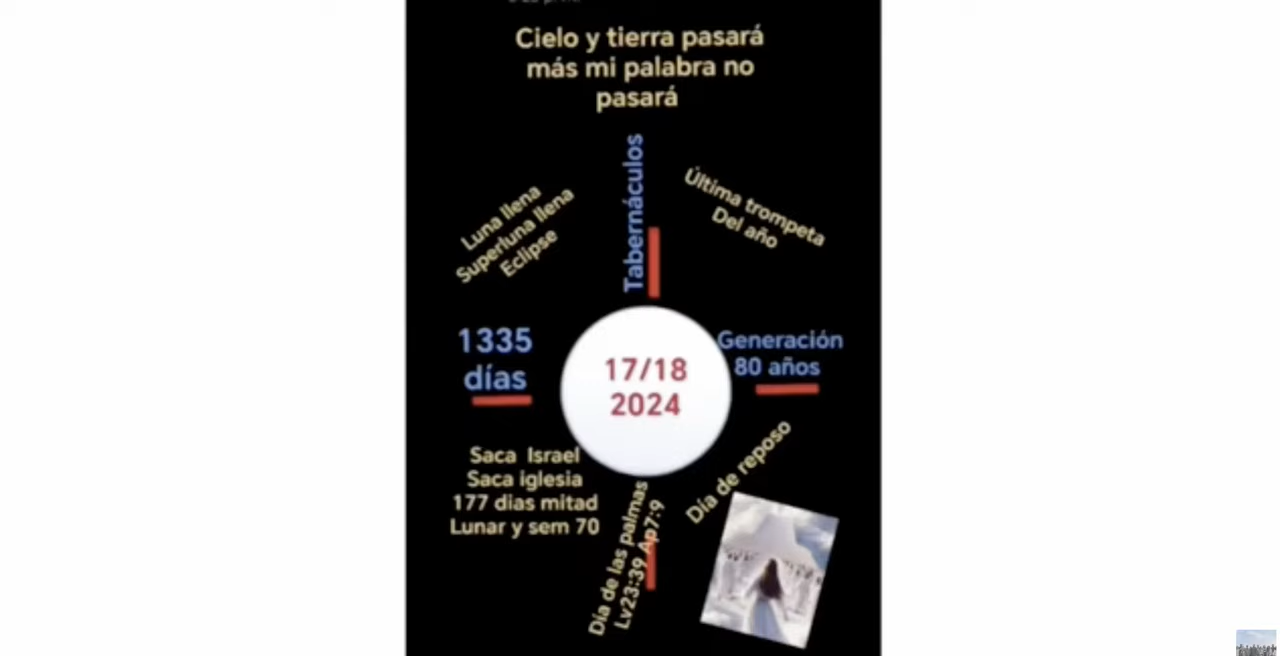 Cielo y tierra pasará
más mi palabra no
pasará
Tabernáculos
Luna llena
Superluna llena
Eclipse
Última trompeta
Del año
1335
días
17/18
2024
Generación
80 años
Saca Israel
Saca iglesia
177 dias mitad
Lunar y sem 70
Día de las palmas
Lv23:39 Ap7:9
Día de reposo